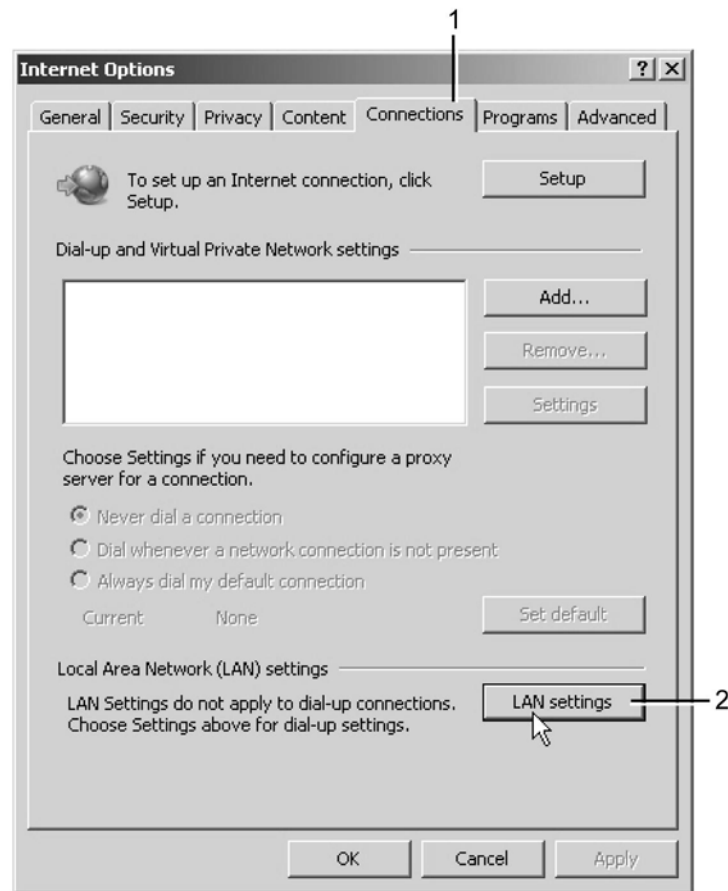 1
Internet Options
General Security Privacy Content Connections Programs Advanced
To set up an Internet connection, click
Setup.
Setup
Dial-up and Virtual Private Network settings
Add...
Remove...
Settings
Choose Settings if you need to configure a proxy
server for a connection.
Never dial a connection
Dial whenever a network connection is not present
Always dial my default connection
Current None
Set default
Local Area Network (LAN) settings
LAN Settings do not apply to dial-up connections.
Choose Settings above for dial-up settings.
LAN settings
2
OK Cancel Apply